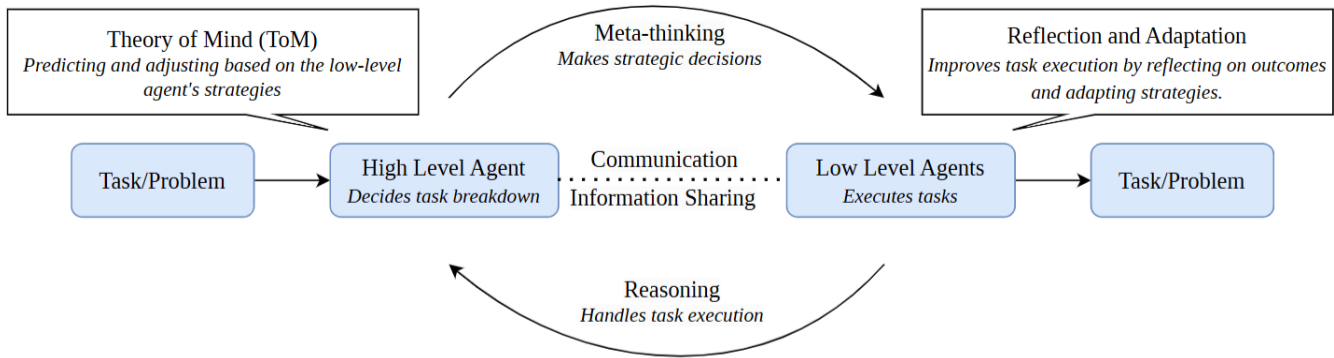 Theory of Mind (ToM)
Predicting and adjusting based on the low-level
agent's strategies
Meta-thinking
Makes strategic decisions
Reflection and Adaptation
Improves task execution by reflecting on outcomes
and adapting strategies.
Task/Problem
High Level Agent
Decides task breakdown
Communication
Information Sharing
Low Level Agents
Executes tasks
Task/Problem
Reasoning
Handles task execution